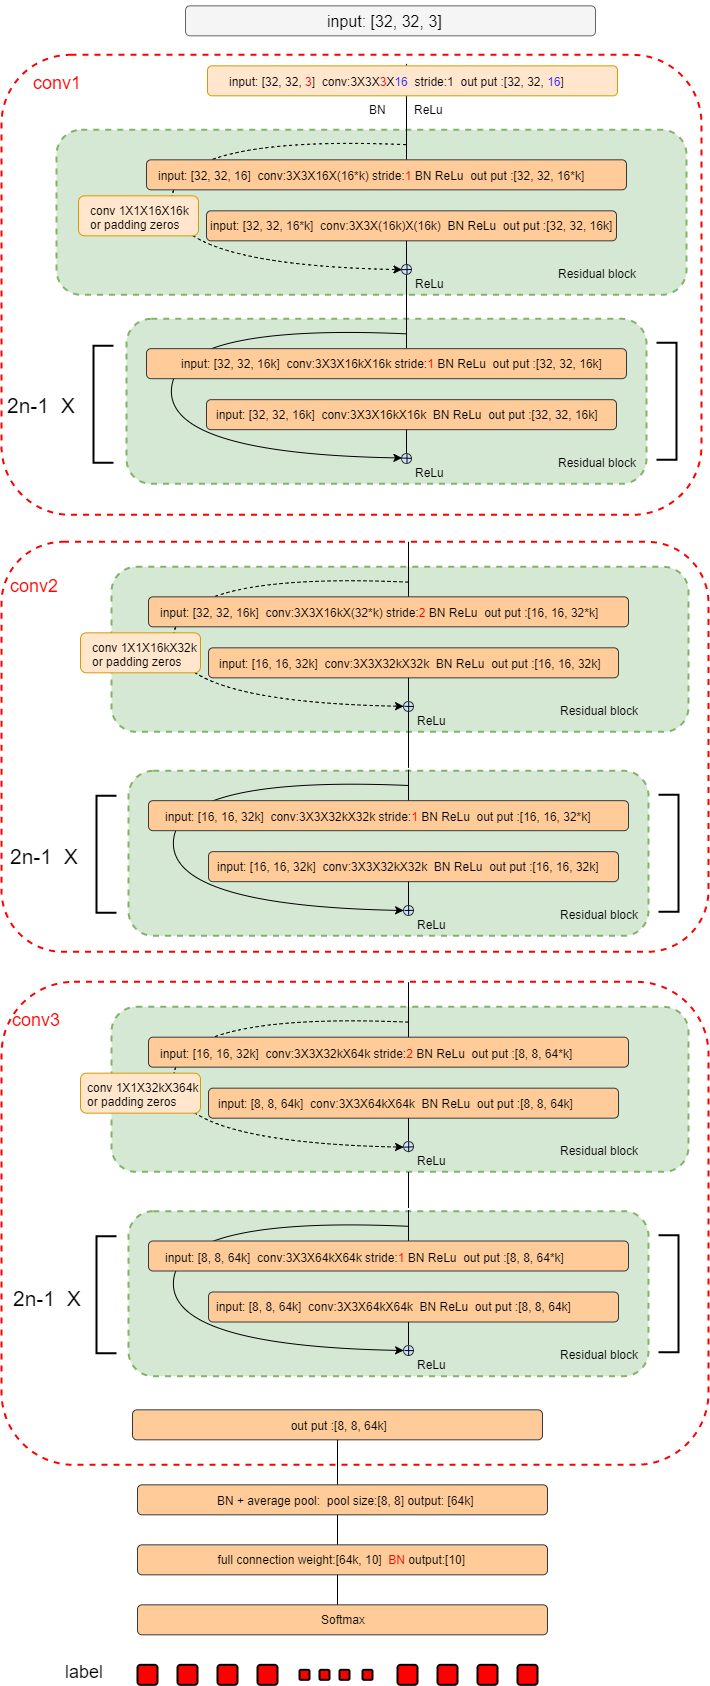 input: [32, 32, 3]
conv1
input: [32, 32, 3] conv:3X3X3X16 stride:1 out put :[32, 32, 16]
BN ReLu
input: [32, 32, 16] conv:3X3X16X(16*k) stride:1 BN ReLu out put :[32, 32, 16*k]
conv 1X1X16X16k
or padding zeros
input: [32, 32, 16*k] conv:3X3X(16k)X(16k) BN ReLu out put :[32, 32, 16k]
Residual block
ReLu
2n-1 X
input: [32, 32, 16k] conv:3X3X16kX16k stride:1 BN ReLu out put :[32, 32, 16k]
input: [32, 32, 16k] conv:3X3X16kX16k BN ReLu out put :[32, 32, 16k]
Residual block
ReLu
conv2
input: [32, 32, 16k] conv:3X3X16kX(32*k) stride:2 BN ReLu out put :[16, 16, 32*k]
conv 1X1X16kX32k
or padding zeros
input: [16, 16, 32k] conv:3X3X32kX32k BN ReLu out put :[16, 16, 32k]
Residual block
ReLu
2n-1 X
input: [16, 16, 32k] conv:3X3X32kX32k stride:1 BN ReLu out put :[16, 16, 32*k]
input: [16, 16, 32k] conv:3X3X32kX32k BN ReLu out put :[16, 16, 32k]
Residual block
ReLu
conv3
input: [16, 16, 32k] conv:3X3X32kX64k stride:2 BN ReLu out put :[8, 8, 64*k]
conv 1X1X32kX364k
or padding zeros
input: [8, 8, 64k] conv:3X3X64kX64k BN ReLu out put :[8, 8, 64k]
Residual block
ReLu
2n-1 X
input: [8, 8, 64k] conv:3X3X64kX64k stride:1 BN ReLu out put :[8, 8, 64*k]
input: [8, 8, 64k] conv:3X3X64kX64k BN ReLu out put :[8, 8, 64k]
Residual block
ReLu
out put :[8, 8, 64k]
BN + average pool: pool size:[8, 8] output: [64k]
full connection weight:[64k, 10] BN output:[10]
Softmax
label